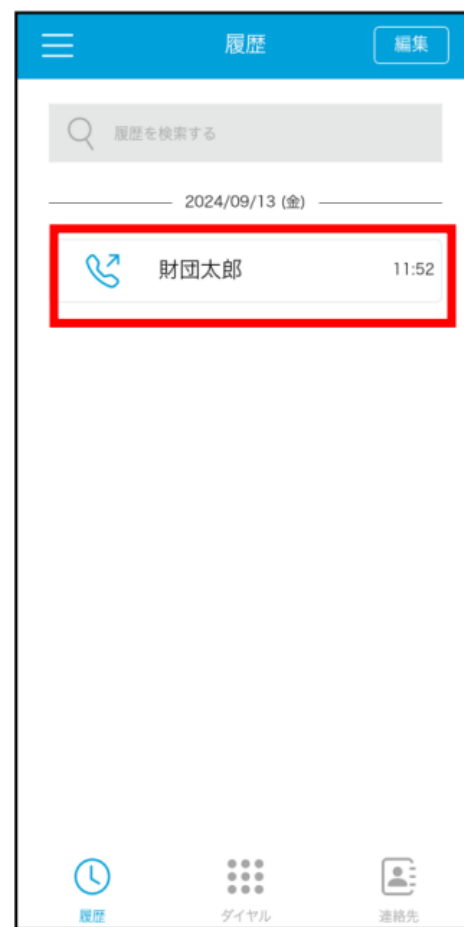 履歴 編集
履歴を検索する
2024/09/13 (金)
財団太郎 11:52
履歴 ダイヤル 連絡先